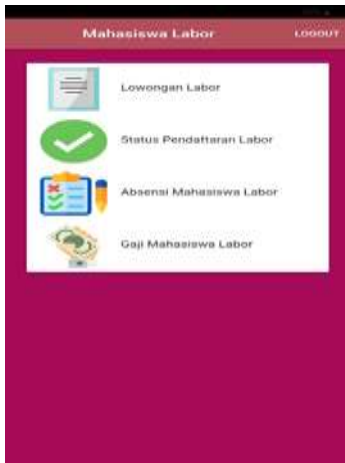 Mahasiswa Labor
LOGOUT
Lowongan Labor
Status Pendaftaran Labor
Absensi Mahasiswa Labor
Gaji Mahasiswa Labor